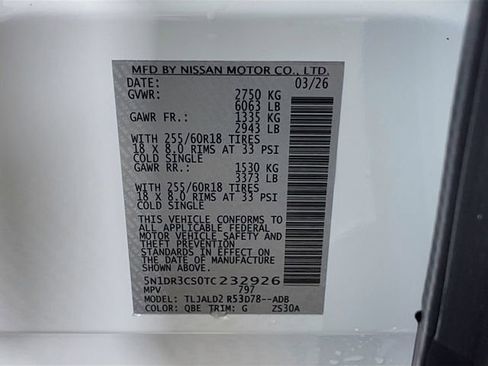 MFD BY NISSAN MOTOR CO., LTD.
DATE: 03/26
GVWR: 2750 KG
6063 LB
GAWR FR.: 1335 KG
2943 LB
WITH 255/60R18 TIRES
18 X 8.0 RIMS AT 33 PSI
COLD SINGLE
GAWR RR.: 1530 KG
3373 LB
WITH 255/60R18 TIRES
18 X 8.0 RIMS AT 33 PSI
COLD SINGLE
THIS VEHICLE CONFORMS TO
ALL APPLICABLE FEDERAL
MOTOR VEHICLE SAFETY AND
THEFT PREVENTION
STANDARDS IN EFFECT ON
THE DATE OF MANUFACTURE
SHOWN ABOVE
5N1DR3CS0TC232926
MPV 797
MODEL: TLJALD2 R53D78--ADB
COLOR: QBE TRIM: G ZS30A